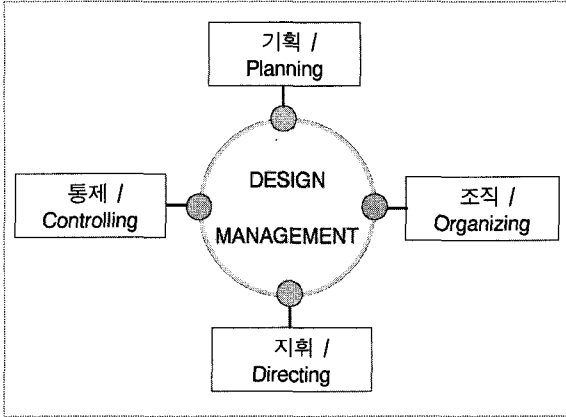 기획 /
Planning
DESIGN
MANAGEMENT
통제 /
Controlling
조직 /
Organizing
지휘 /
Directing